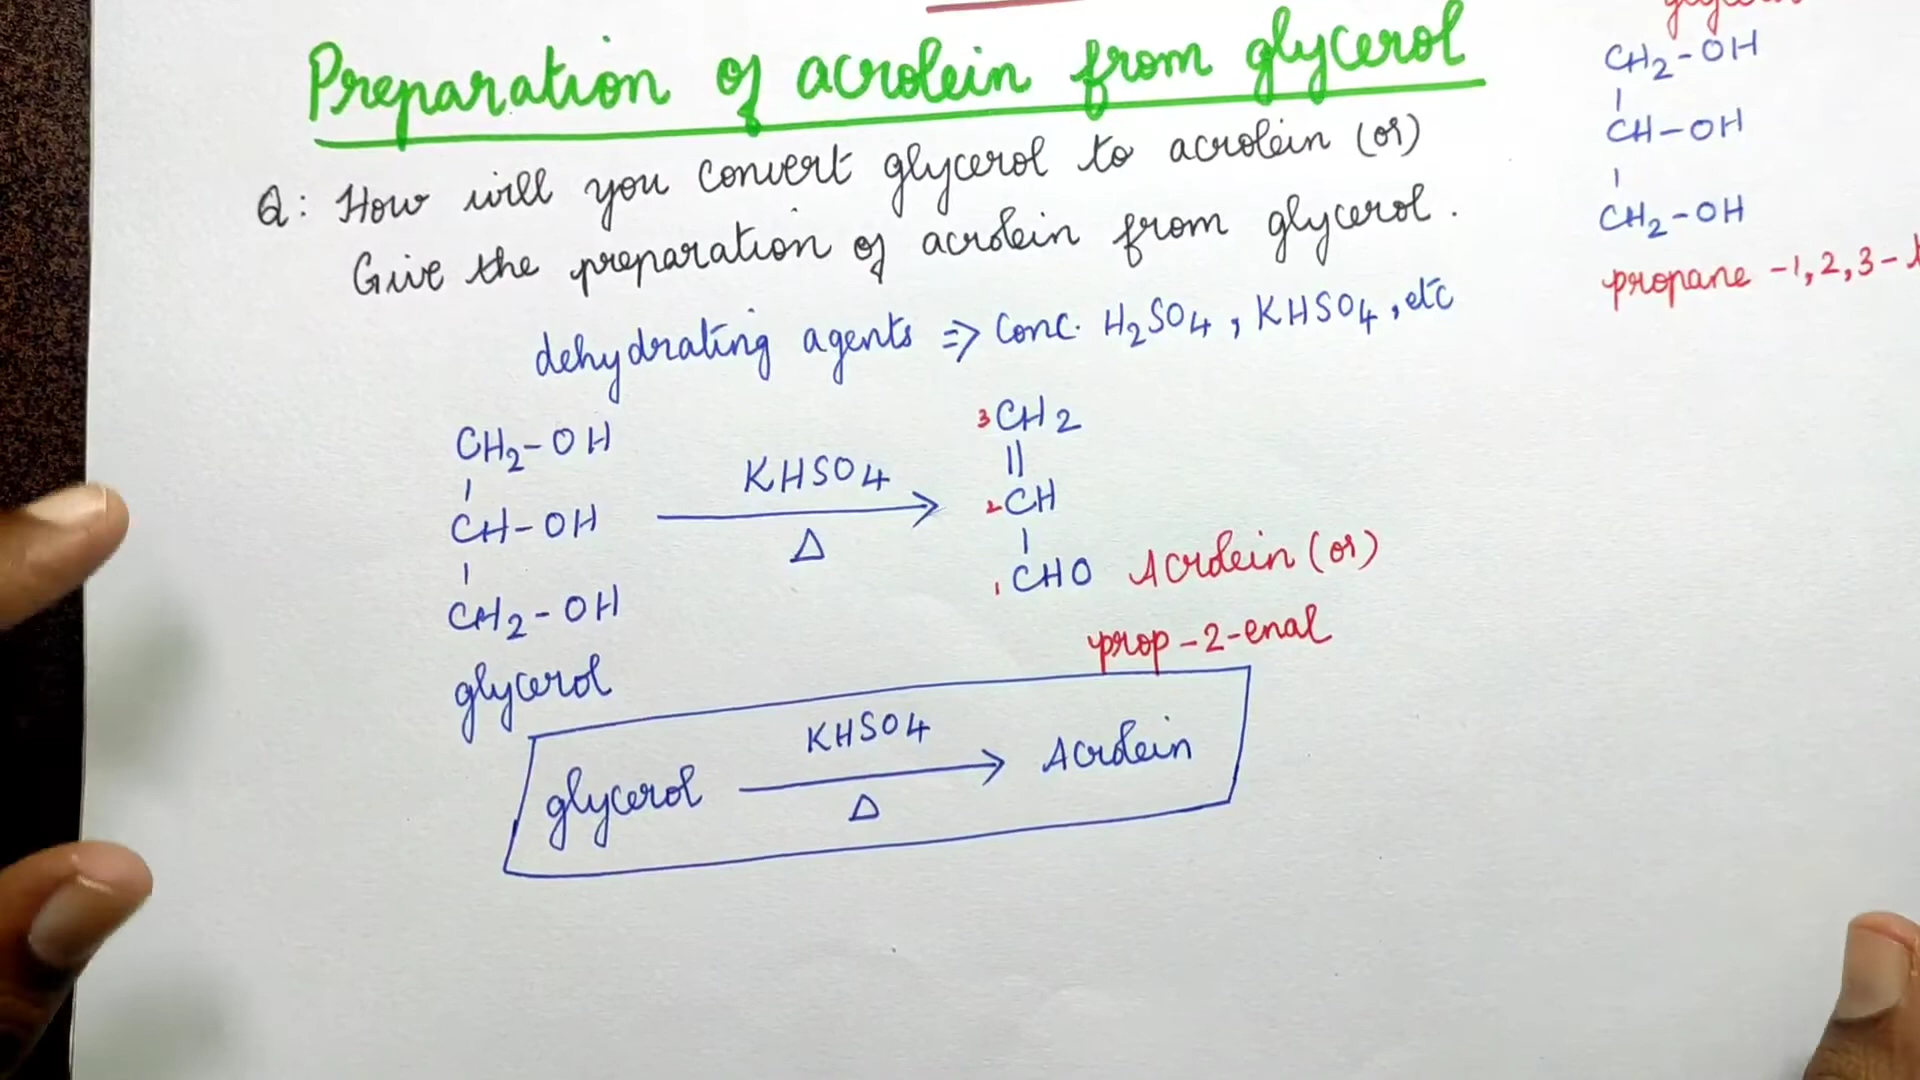 Preparation of acrolein from glycerol
Q: How will you convert glycerol to acrolein (or)
Give the preparation of acrolein from glycerol.
dehydrating agents ⇒ Conc. H2SO4, KHSO4, etc
CH2-OH
CH-OH
CH2-OH
glycerol
KHSO4
Δ
3CH2
||
2CH
1CHO Acrolein (or)
prop-2-enal
glycerol
KHSO4
Δ
Acrolein
CH2-OH
CH-OH
CH2-OH
propane-1,2,3-